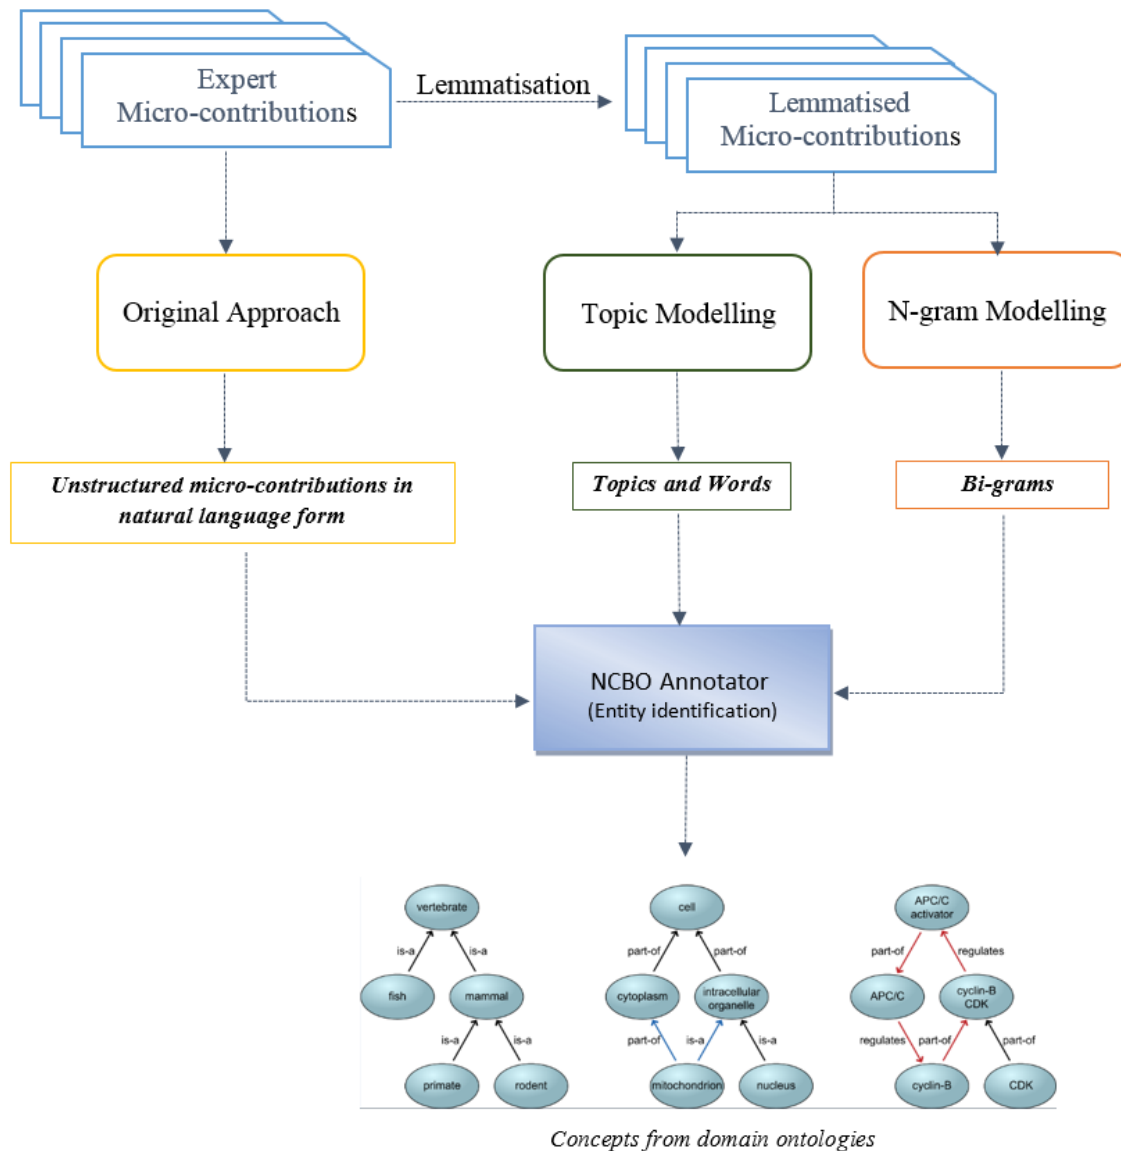 Expert
Micro-contributions
Lemmatisation
Lemmatised
Micro-contributions
Original Approach
Topic Modelling
N-gram Modelling
Unstructured micro-contributions in
natural language form
Topics and Words
Bi-grams
NCBO Annotator
(Entity identification)
vertebrate
is-a
is-a
fish
mammal
is-a
is-a
primate
rodent
cell
part-of
part-of
cytoplasm
intracellular
organelle
part-of
is-a
is-a
mitochondrion
nucleus
APC/C
activator
part-of
regulates
APC/C
cyclin-B
CDK
regulates
part-of
part-of
cyclin-B
CDK
Concepts from domain ontologies